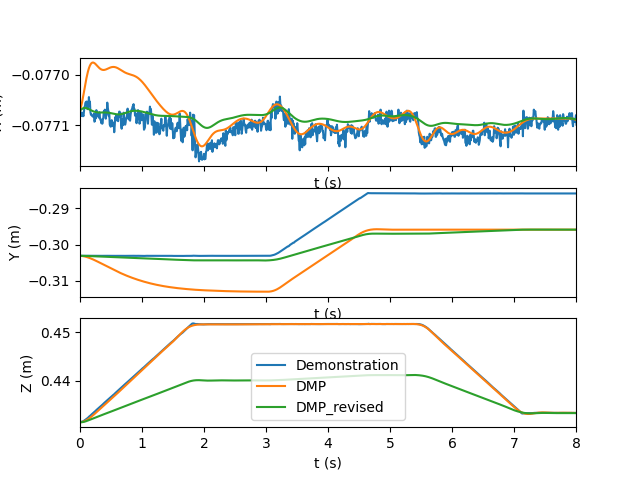 −0.0770
−0.0771
(m)
t (s)
−0.29
−0.30
−0.31
Y (m)
t (s)
0.45
0.44
Z (m)
Demonstration
DMP
DMP_revised
0 1 2 3 4 5 6 7 8
t (s)